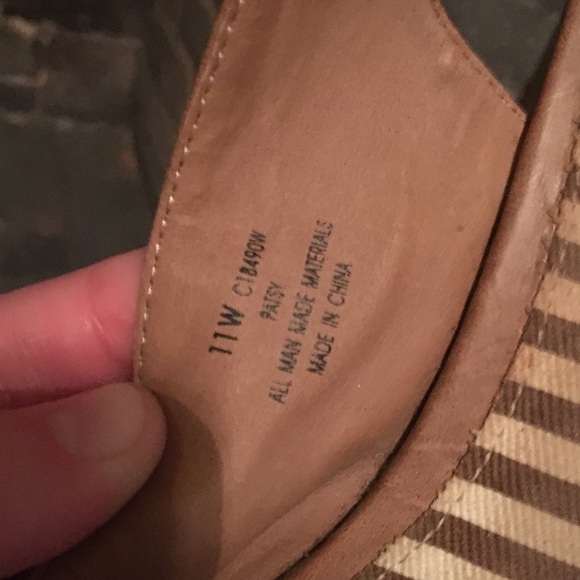 11W C18490W
PATSY
ALL MAN MADE MATERIALS
MADE IN CHINA